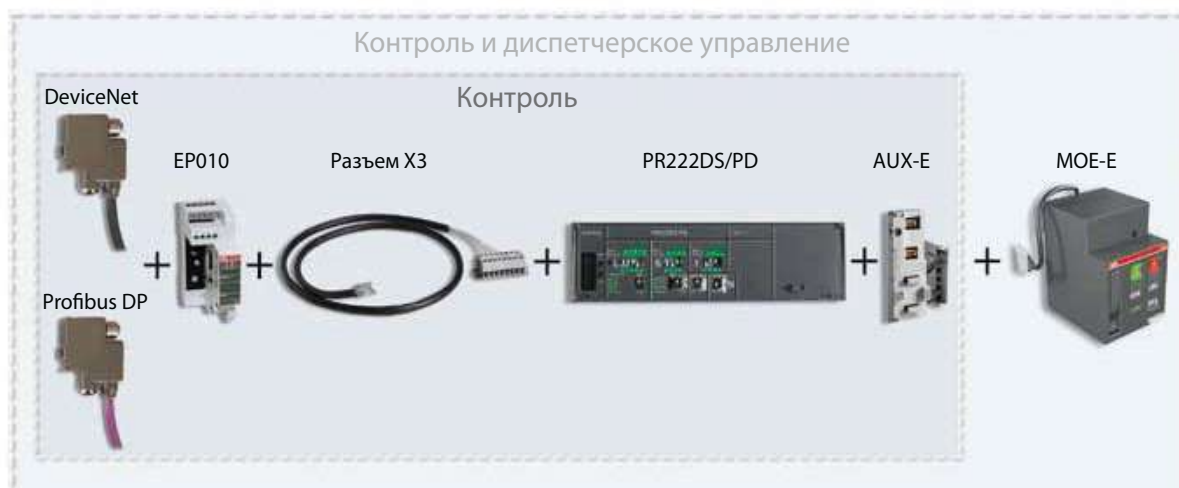 Контроль и диспетчерское управление
Контроль
DeviceNet
EP010
Разъем X3
PR222DS/PD
AUX-E
MOE-E
Profibus DP